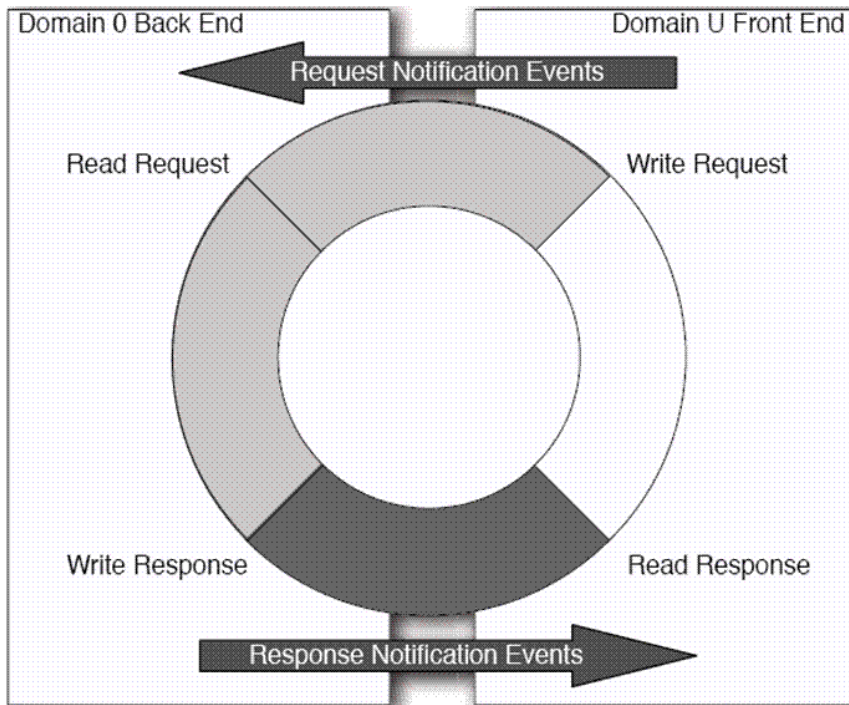 Domain 0 Back End
Domain U Front End
Request Notification Events
Read Request
Write Request
Write Response
Read Response
Response Notification Events